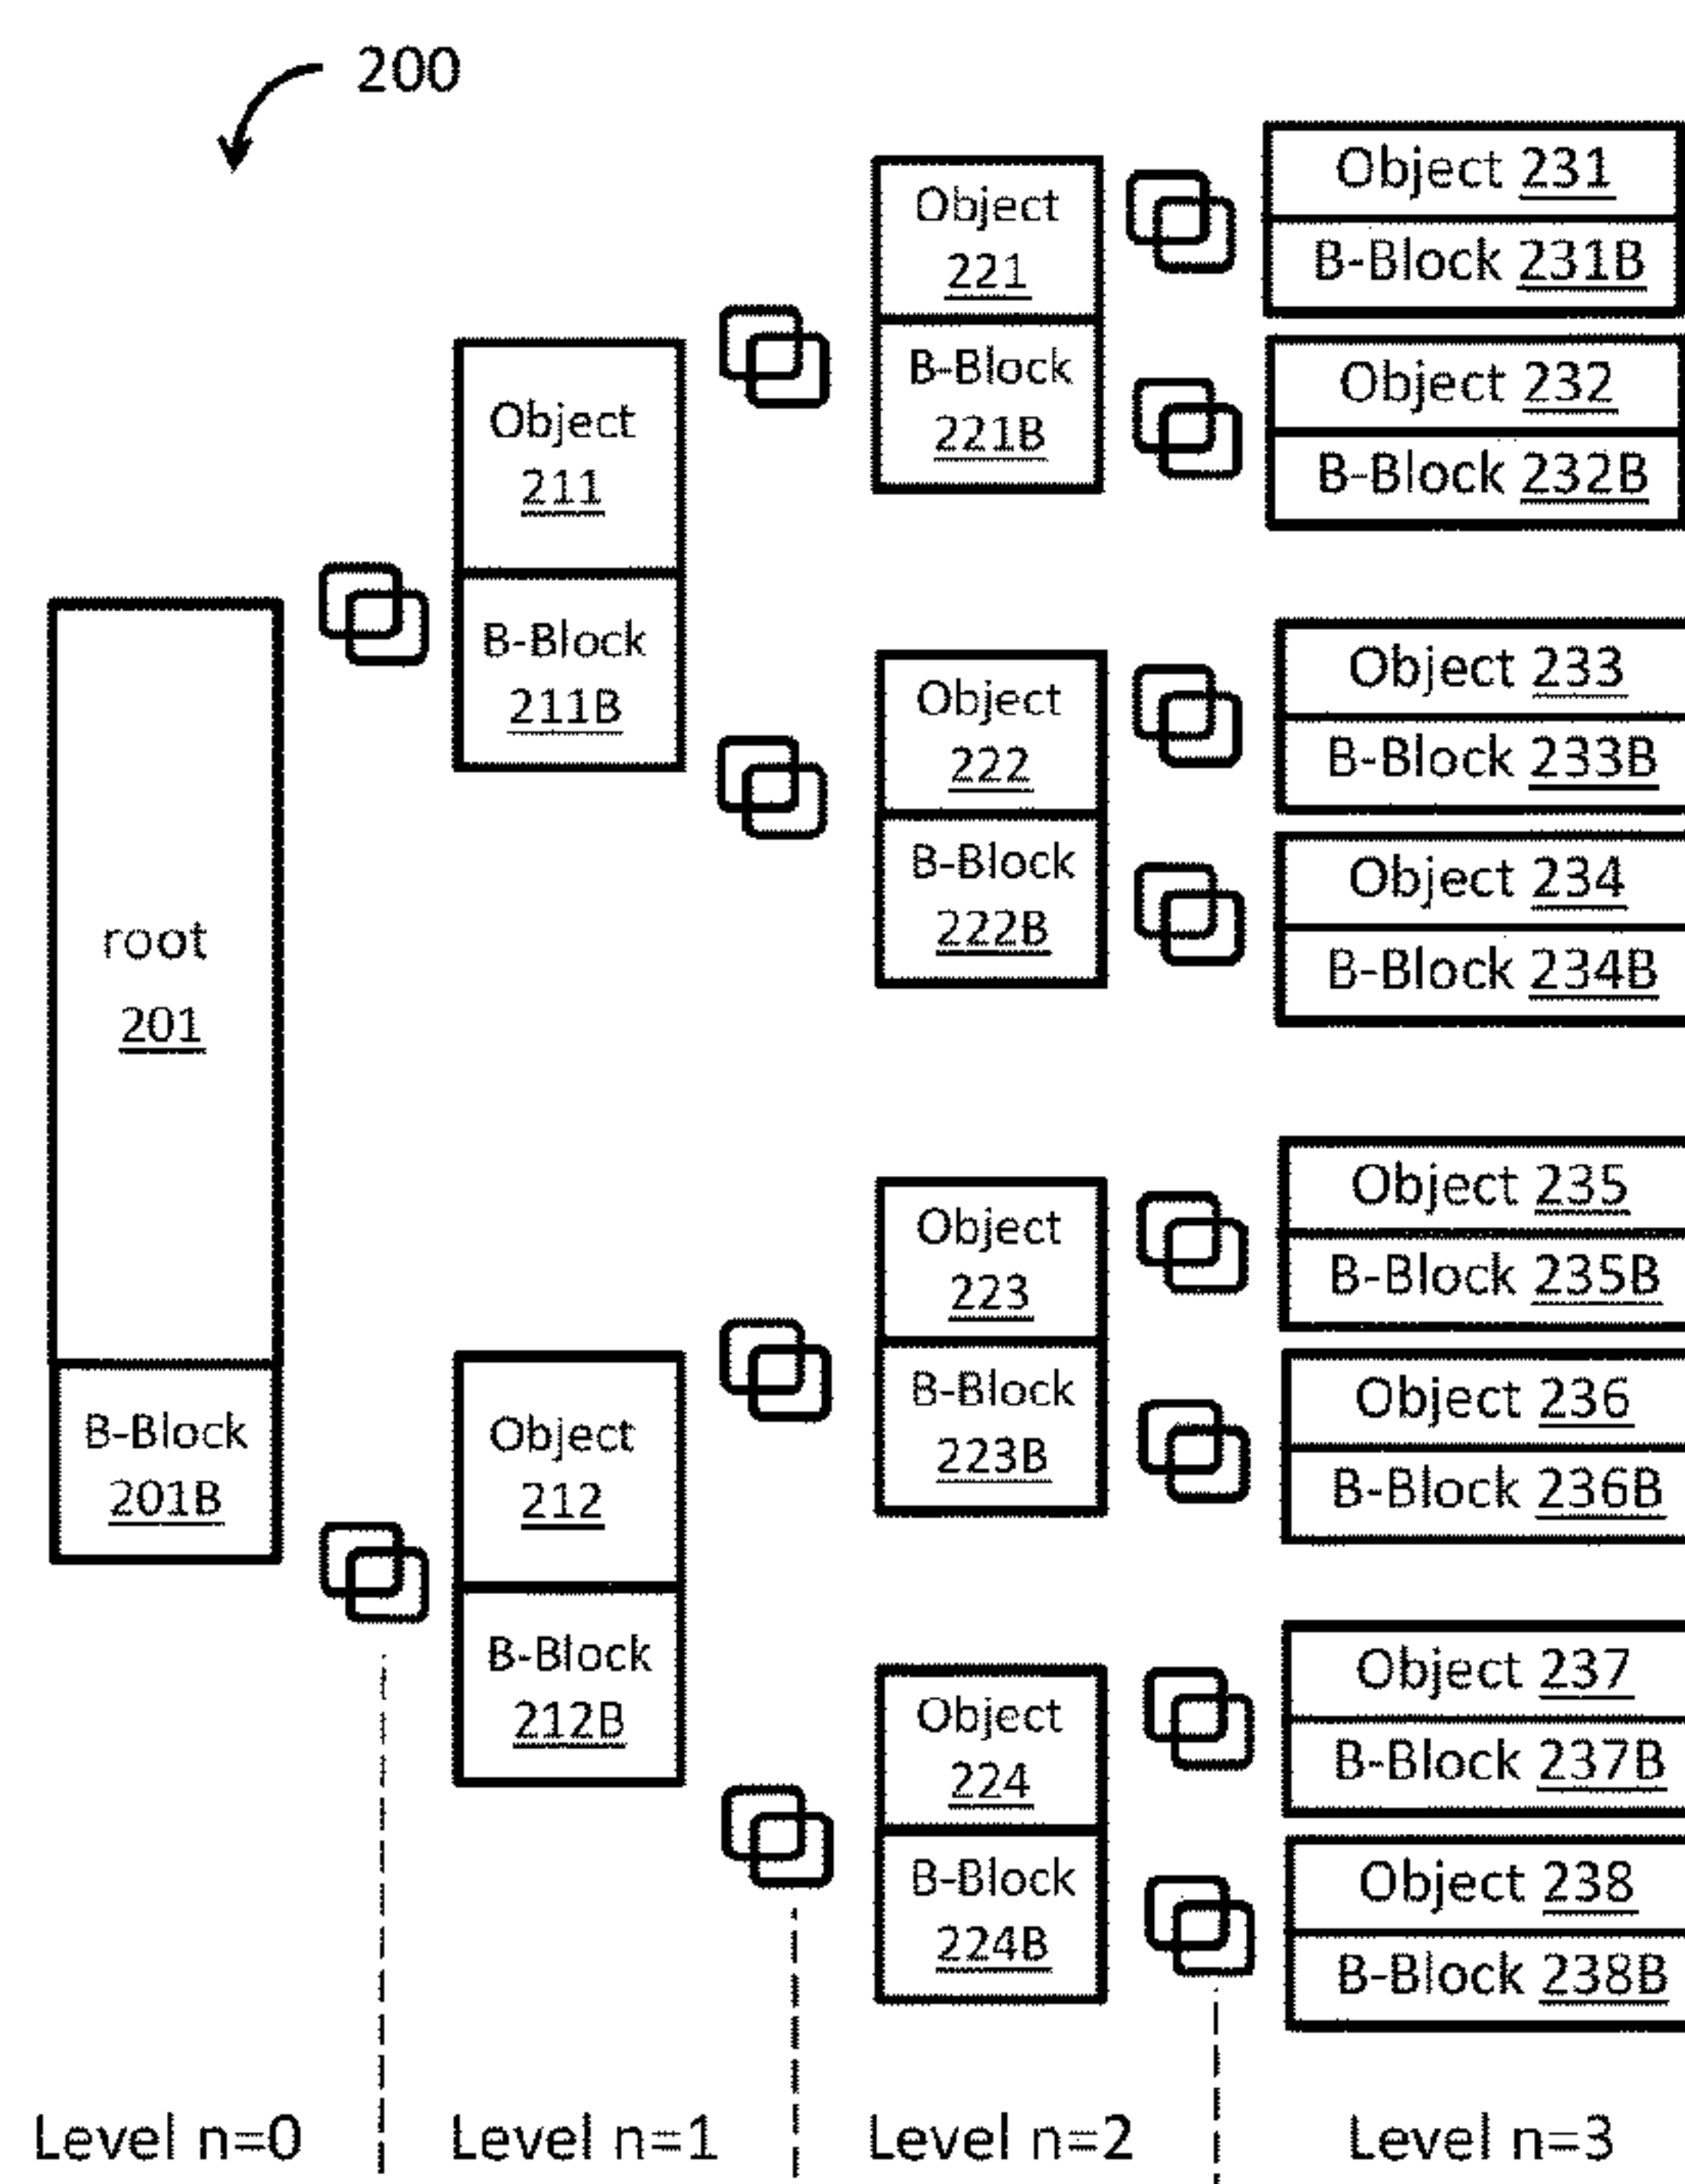 200
Object 231
B-Block 231B
Object 232
B-Block 232B
Object
221
B-Block
221B
Object
211
B-Block
211B
Object 233
B-Block 233B
Object 234
B-Block 234B
Object
222
B-Block
222B
root
201
B-Block
201B
Object 235
B-Block 235B
Object 236
B-Block 236B
Object
223
B-Block
223B
Object
212
B-Block
212B
Object 237
B-Block 237B
Object 238
B-Block 238B
Object
224
B-Block
224B
Level n=0 Level n=1 Level n=2 Level n=3